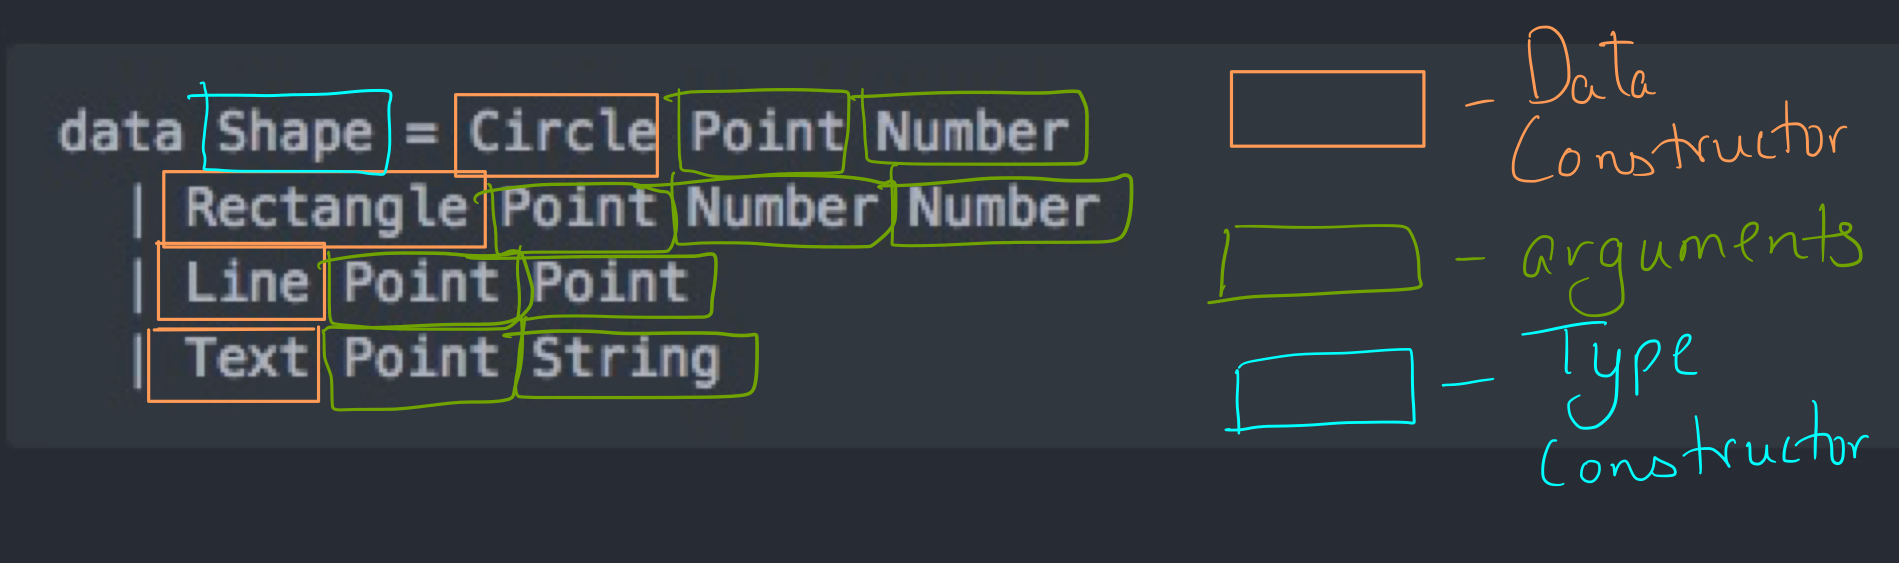 data Shape = Circle Point Number
| Rectangle Point Number Number
| Line Point Point
| Text Point String
- Data
Constructor
- arguments
- Type
Constructor